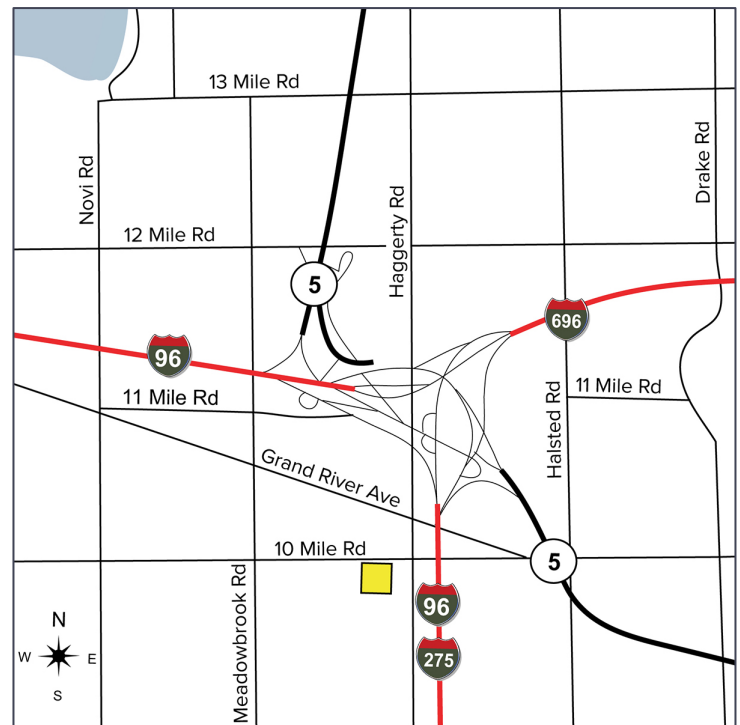 13 Mile Rd
Novi Rd
Drake Rd
Haggerty Rd
12 Mile Rd
5
696
96
11 Mile Rd
11 Mile Rd
Halsted Rd
Grand River Ave
10 Mile Rd
5
Meadowbrook Rd
96
275
N
W E
S